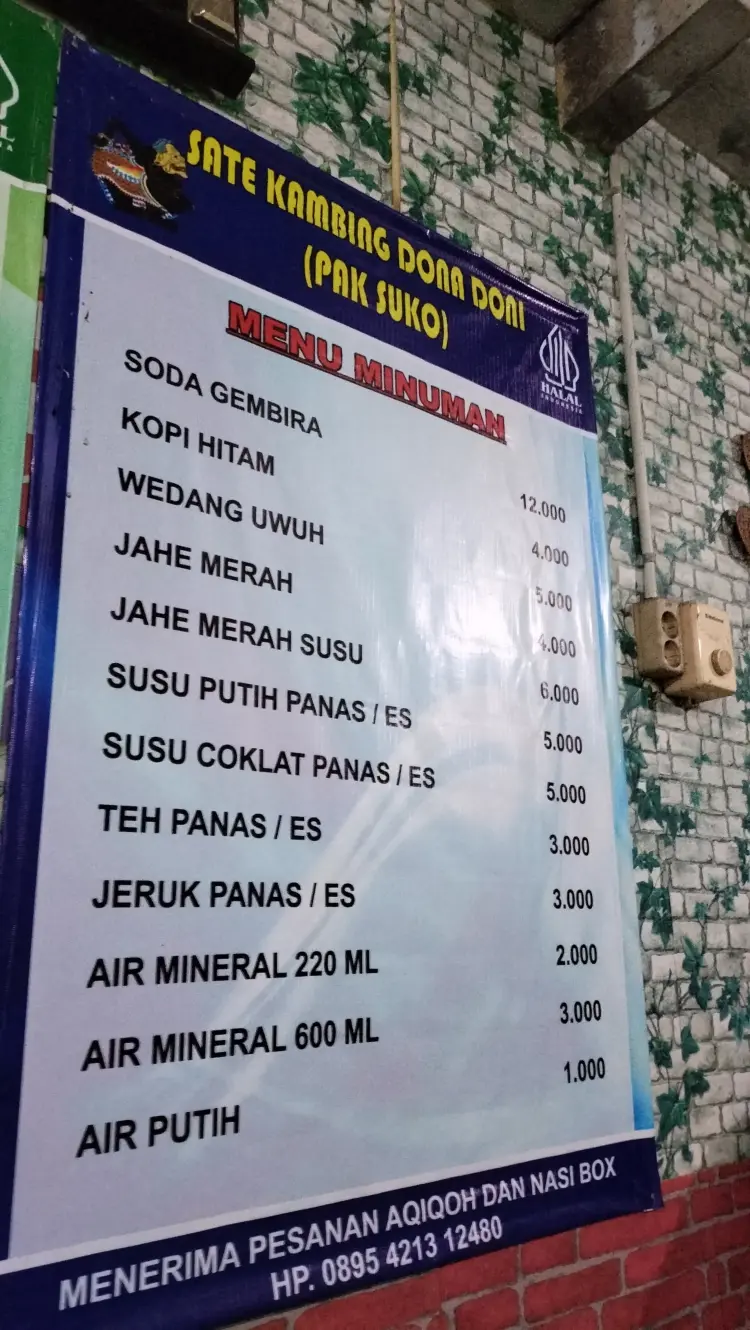 SATE KAMBING DONA DONI
(PAK SUKO)
HALAL
INDONESIA
MENU MINUMAN
SODA GEMBIRA 12.000
KOPI HITAM 4.000
WEDANG UWUH 5.000
JAHE MERAH 4.000
JAHE MERAH SUSU 6.000
SUSU PUTIH PANAS / ES 5.000
SUSU COKLAT PANAS / ES 5.000
TEH PANAS / ES 3.000
JERUK PANAS / ES 3.000
AIR MINERAL 220 ML 2.000
AIR MINERAL 600 ML 3.000
AIR PUTIH 1.000
MENERIMA PESANAN AQIQOH DAN NASI BOX
HP. 0895 4213 12480